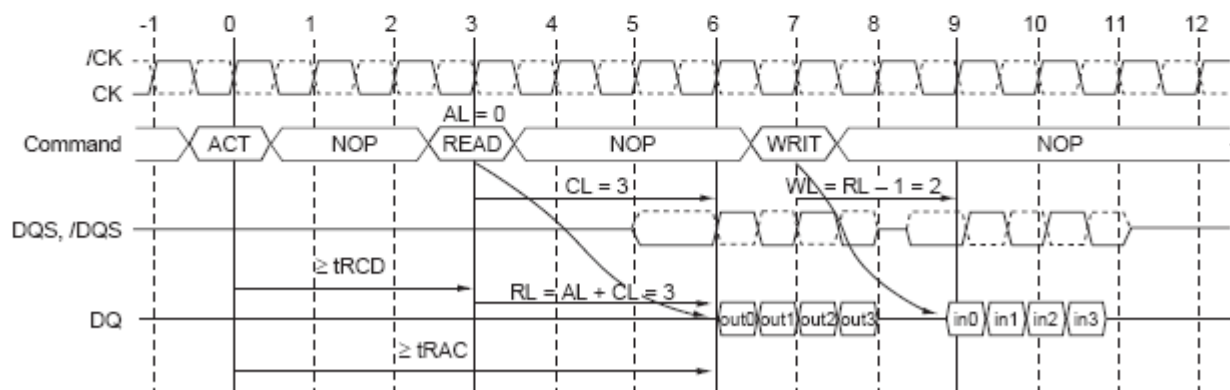 -1 0 1 2 3 4 5 6 7 8 9 10 11 12
/CK
CK
AL = 0
Command ACT NOP READ NOP WRIT NOP
CL = 3 WL = RL – 1 = 2
DQS, /DQS
≥ tRCD
RL = AL + CL = 3
DQ out0 out1 out2 out3 in0 in1 in2 in3
≥ tRAC